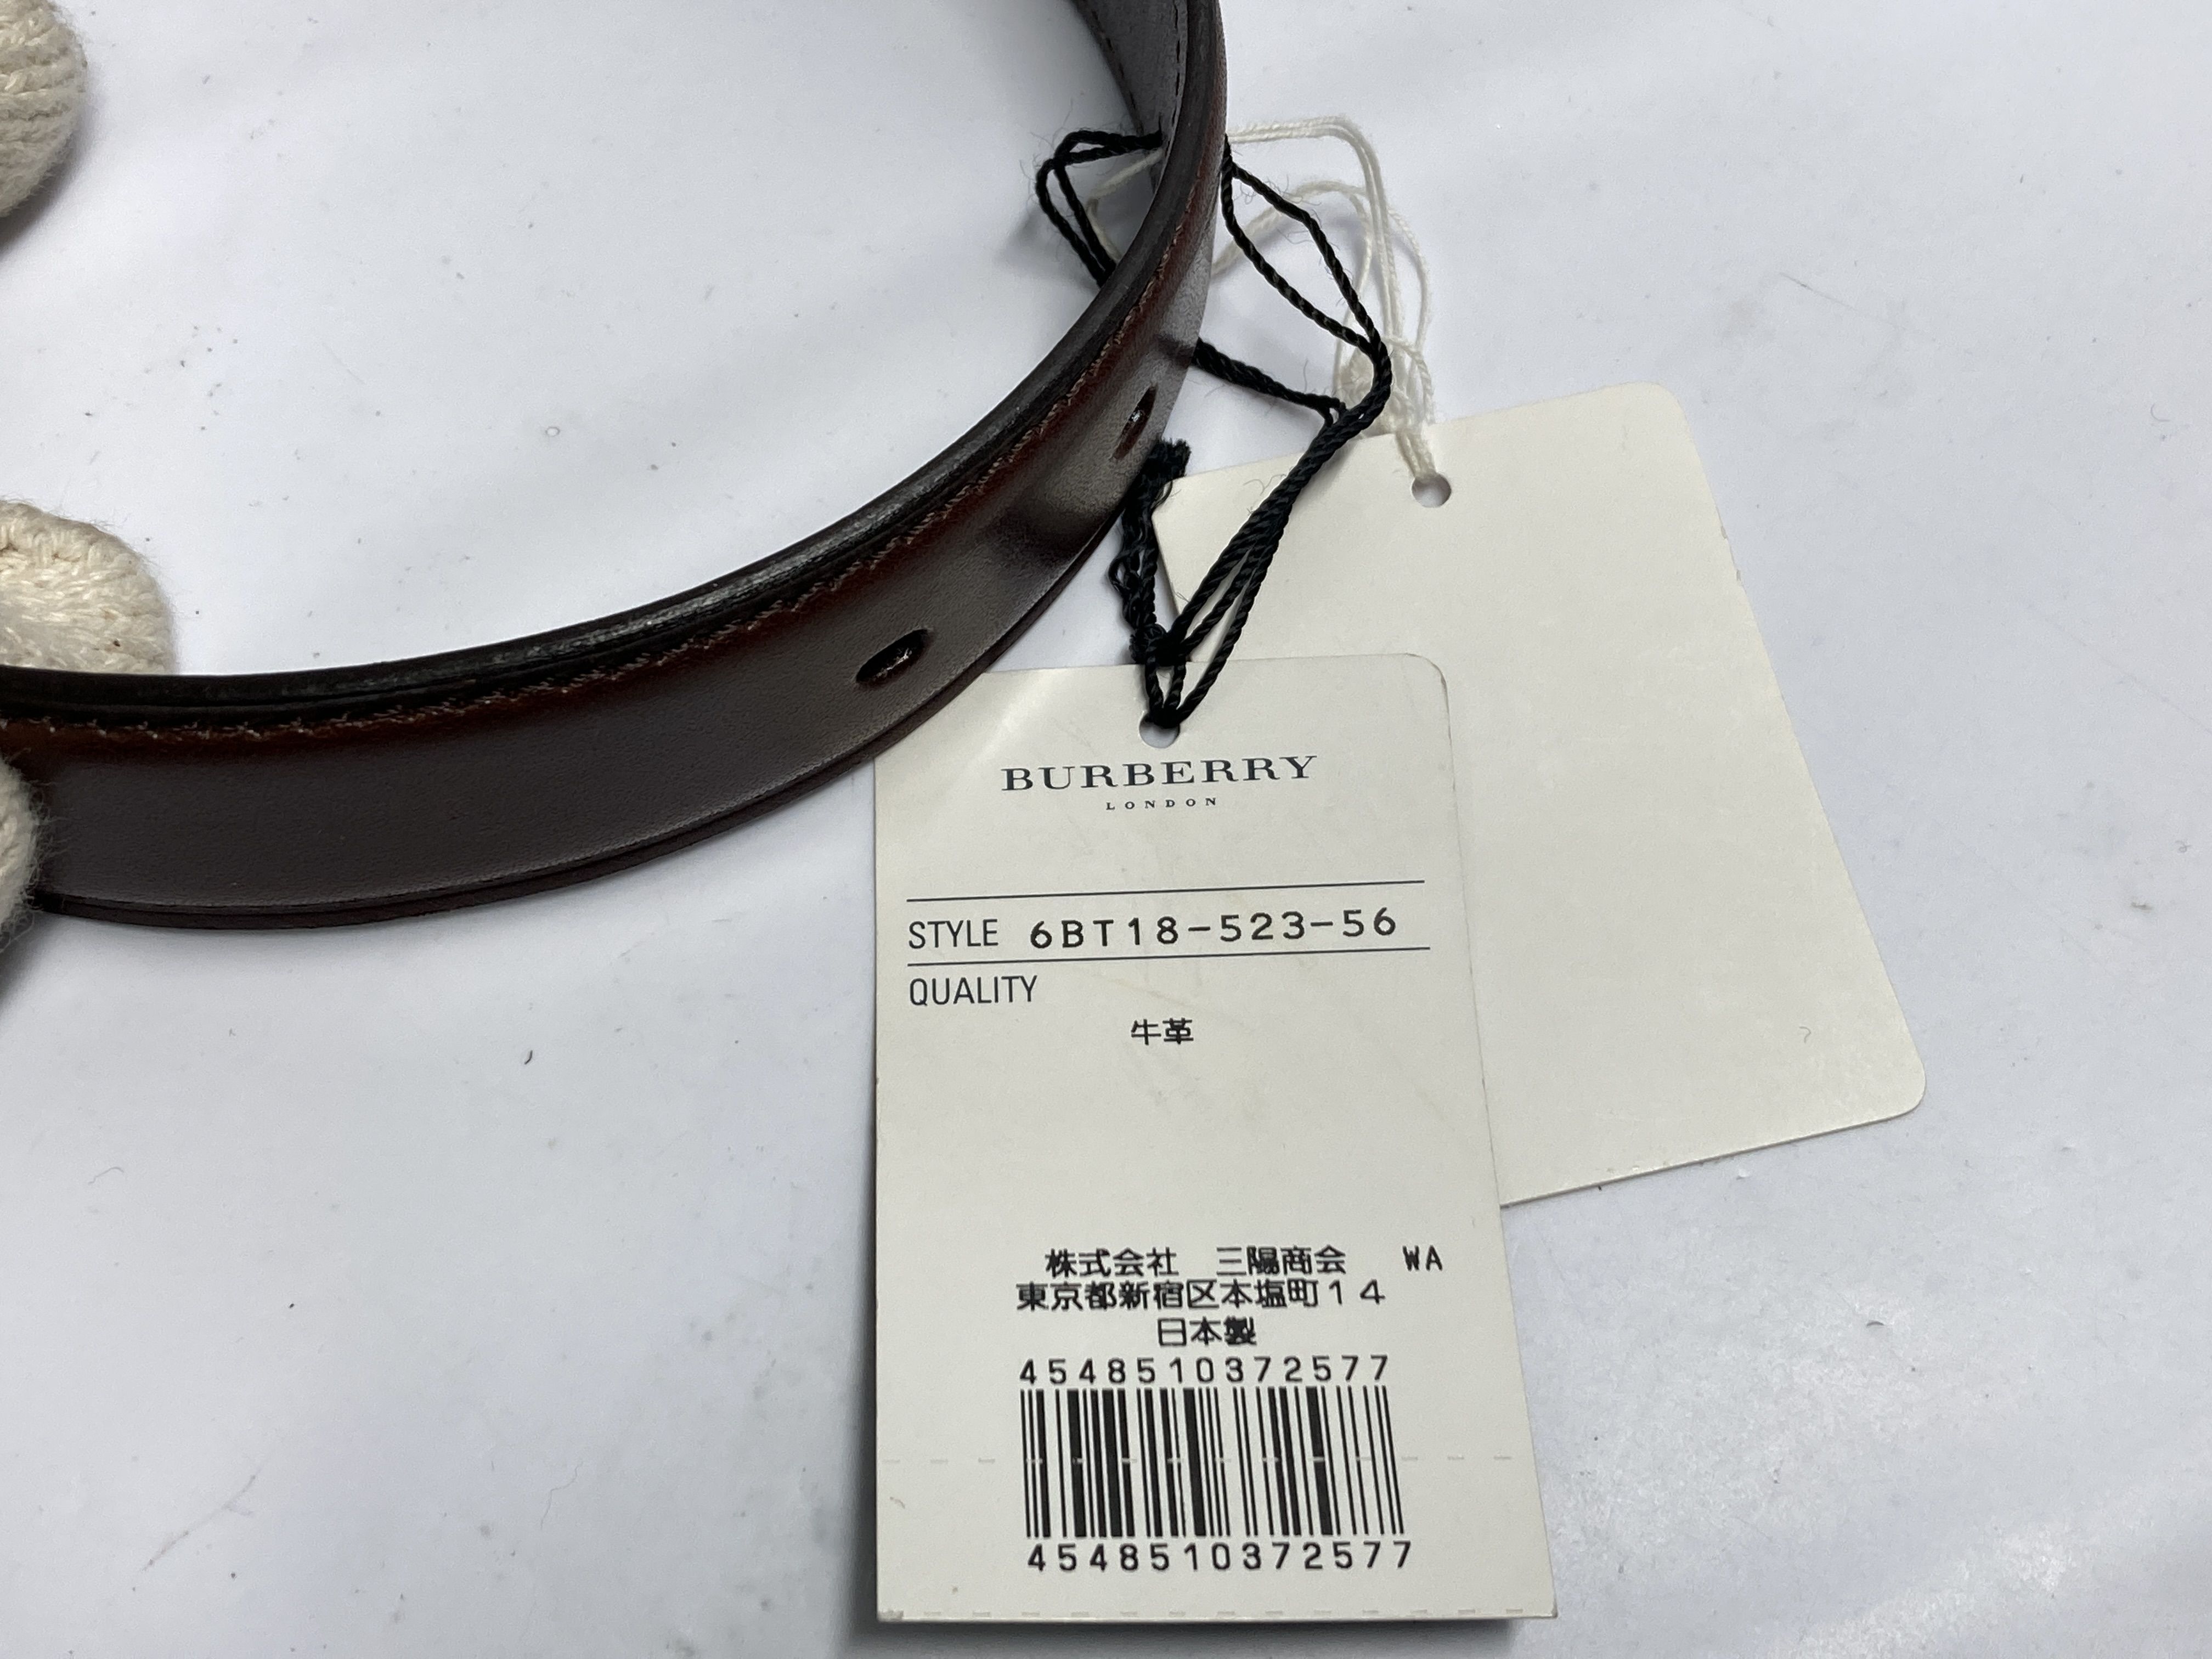 BURBERRY
LONDON
STYLE 6BT18-523-56
QUALITY
牛革
株式会社 三陽商会 WA
東京都新宿区本塩町14
日本製
4548510372577
4548510372577